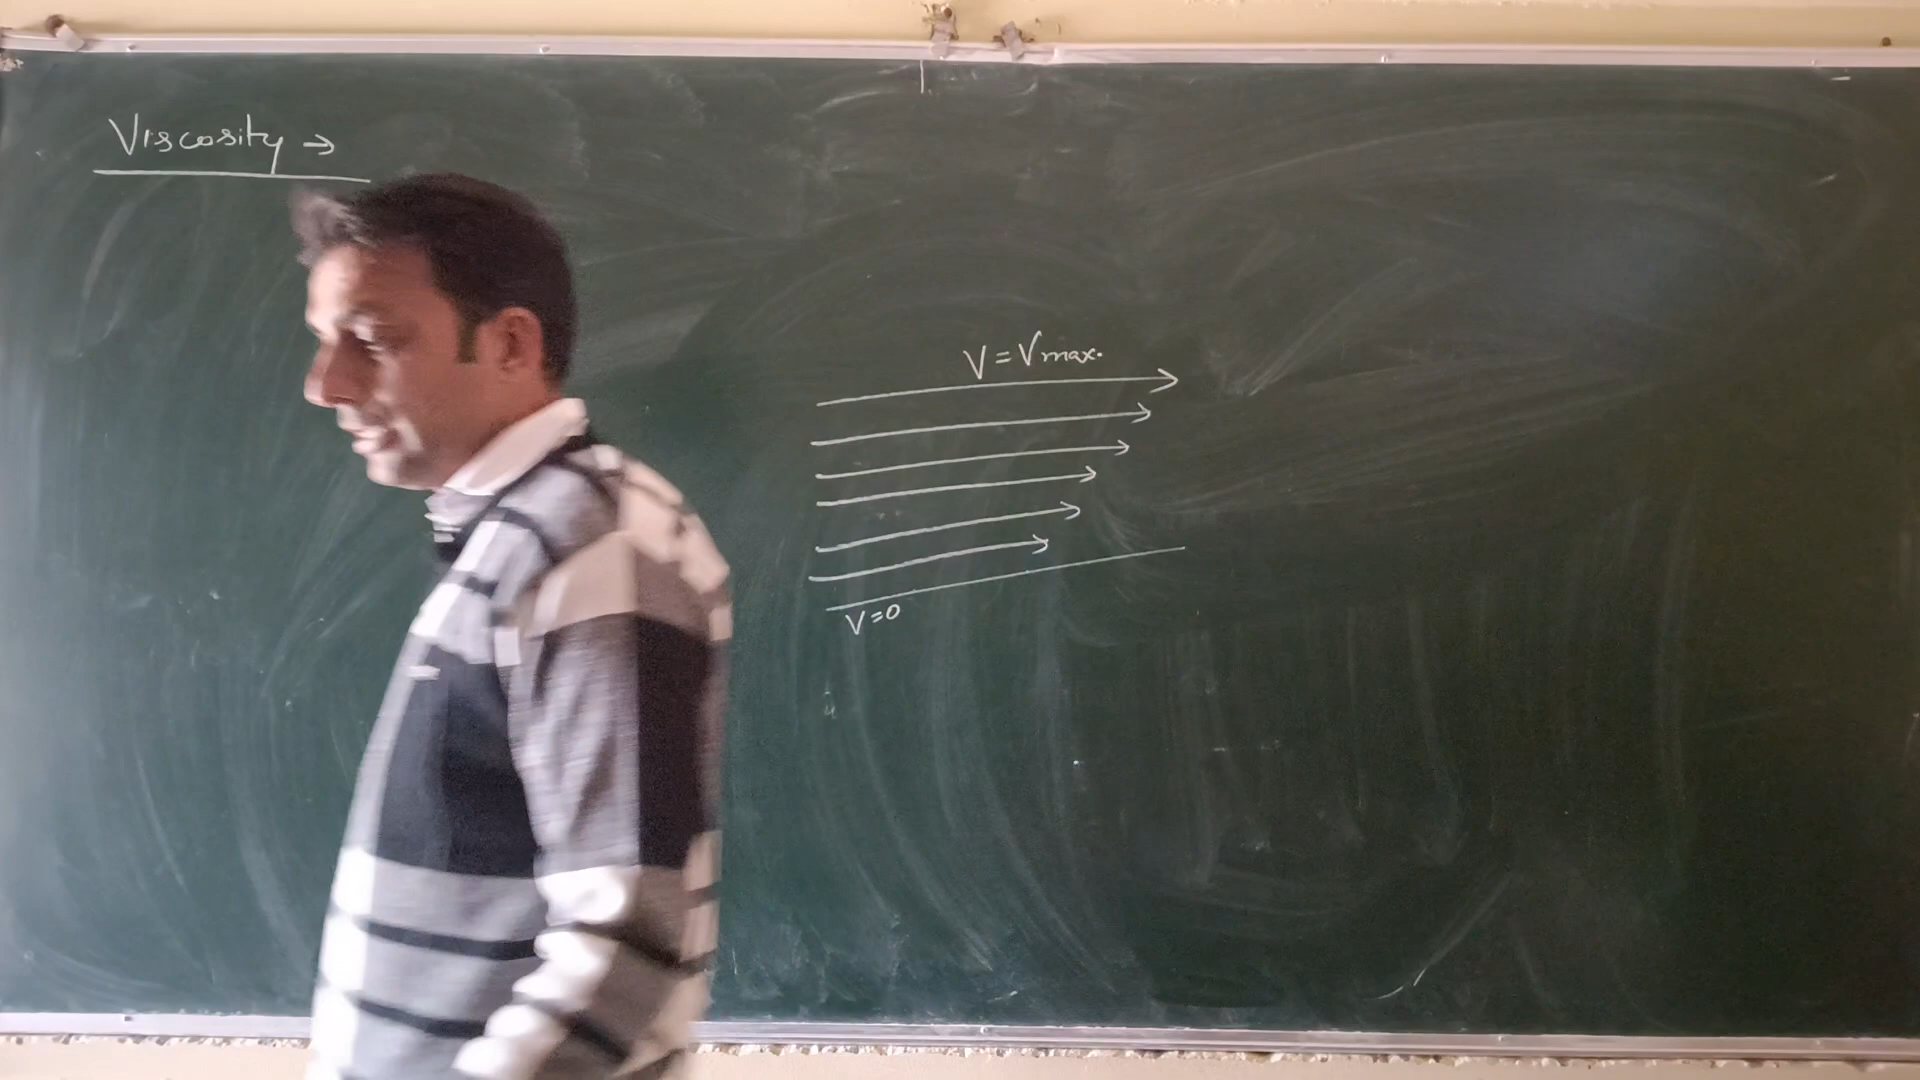 Viscosity →
V = Vmax.
V=0